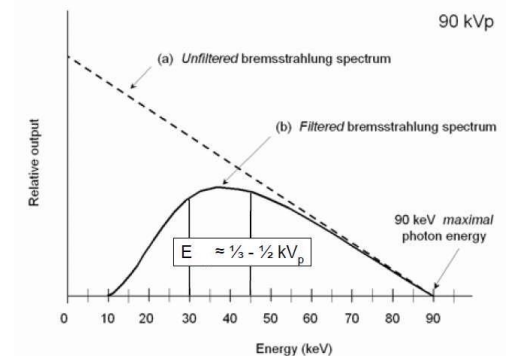 90 kVp
(a) Unfiltered bremsstrahlung spectrum
(b) Filtered bremsstrahlung spectrum
Relative output
90 keV maximal
photon energy
E ≈ ⅓ - ½ kVp
0 10 20 30 40 50 60 70 80 90 100
Energy (keV)